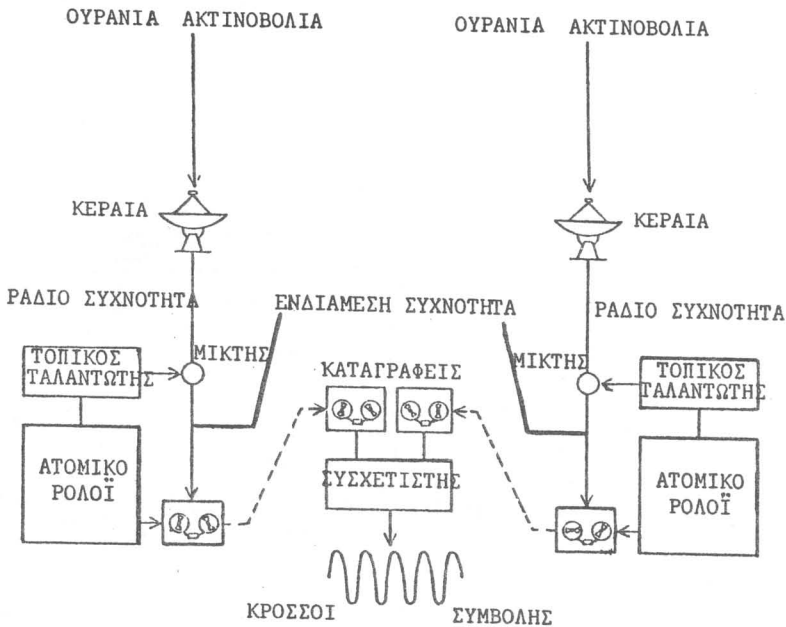 ΟΥΡΑΝΙΑ ΑΚΤΙΝΟΒΟΛΙΑ
ΟΥΡΑΝΙΑ ΑΚΤΙΝΟΒΟΛΙΑ
ΚΕΡΑΙΑ
ΚΕΡΑΙΑ
ΡΑΔΙΟ ΣΥΧΝΟΤΗΤΑ
ΕΝΔΙΑΜΕΣΗ ΣΥΧΝΟΤΗΤΑ
ΡΑΔΙΟ ΣΥΧΝΟΤΗΤΑ
ΤΟΠΙΚΟΣ
ΤΑΛΑΝΤΩΤΗΣ
ΜΙΚΤΗΣ
ΚΑΤΑΓΡΑΦΕΙΣ
ΜΙΚΤΗΣ
ΤΟΠΙΚΟΣ
ΤΑΛΑΝΤΩΤΗΣ
ΑΤΟΜΙΚΟ
ΡΟΛΟΪ
ΣΥΣΧΕΤΙΣΤΗΣ
ΑΤΟΜΙΚΟ
ΡΟΛΟΪ
ΚΡΟΣΣΟΙ ΣΥΜΒΟΛΗΣ